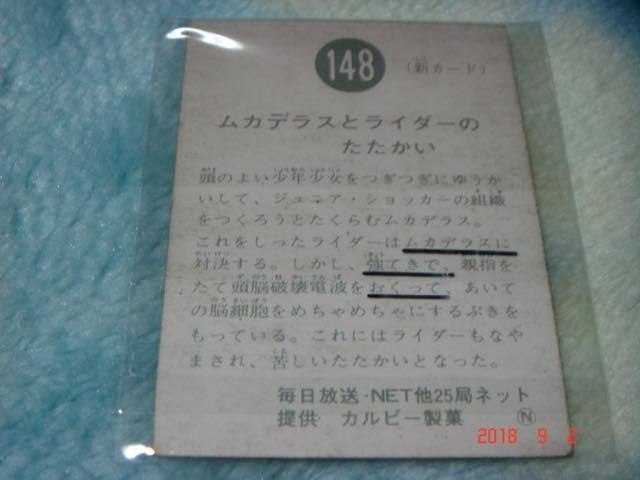 148
(新カード)
ムカデラスとライダーの
たたかい
頭のよい少年少女をつぎつぎにゆうか
いして、ジュニア・ショッカーの組織
をつくろうとたくらむムカデラス。
これをしったライダーはムカデラスに
対決する。しかし、強てきで、親指を
たて頭脳破壊電波をおくって、あいて
の脳細胞をめちゃめちゃにするぶきを
もっている。これにはライダーもなや
まされ、苦しいたたかいとなった。
毎日放送・NET他25局ネット
提供 カルビー製菓 Ⓝ
2018 9 2